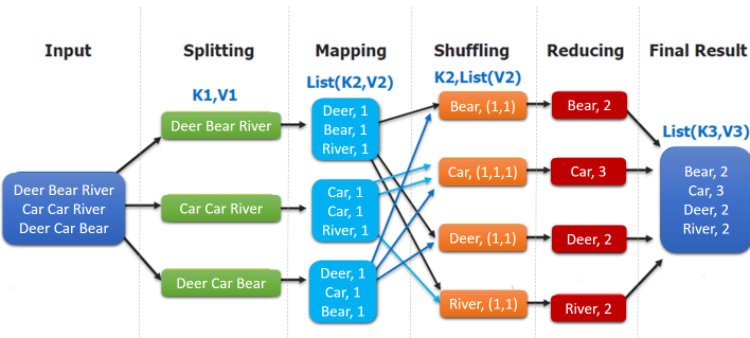 Input
Splitting
Mapping
Shuffling
Reducing
Final Result
K1,V1
List(K2,V2)
K2,List(V2)
List(K3,V3)
Deer Bear River
Car Car River
Deer Car Bear
Deer Bear River
Car Car River
Deer Car Bear
Deer, 1
Bear, 1
River, 1
Car, 1
Car, 1
River, 1
Deer, 1
Car, 1
Bear, 1
Bear, (1,1)
Car, (1,1,1)
Deer, (1,1)
River, (1,1)
Bear, 2
Car, 3
Deer, 2
River, 2
Bear, 2
Car, 3
Deer, 2
River, 2